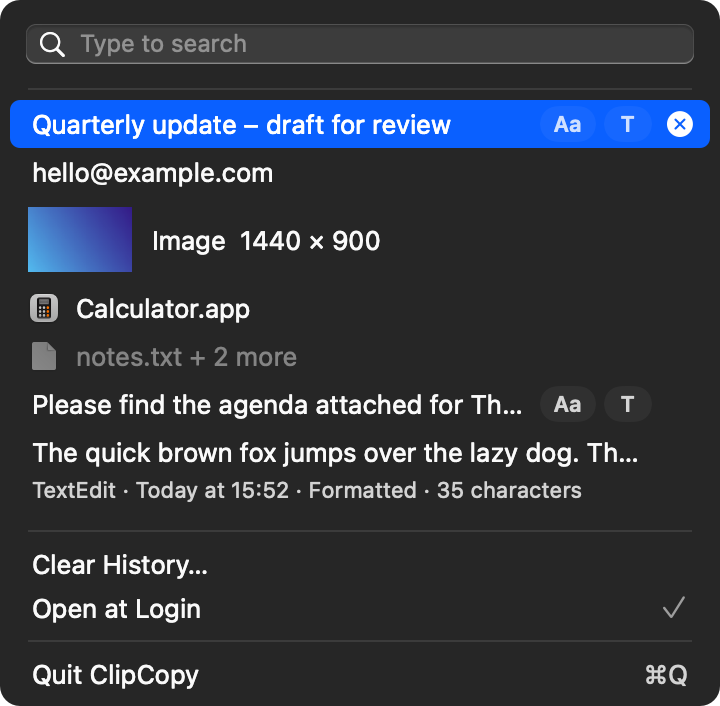 Type to search
Quarterly update – draft for review Aa T
hello@example.com
Image 1440 × 900
Calculator.app
notes.txt + 2 more
Please find the agenda attached for Th... Aa T
The quick brown fox jumps over the lazy dog. Th...
TextEdit · Today at 15:52 · Formatted · 35 characters
Clear History...
Open at Login
Quit ClipCopy ⌘Q